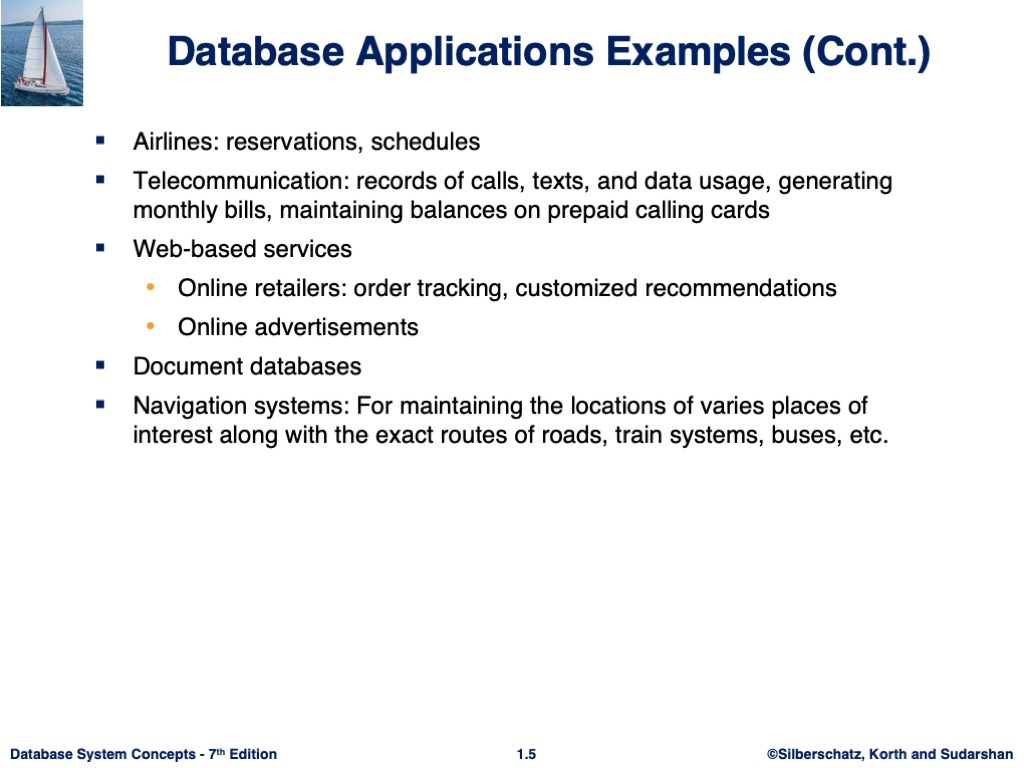 Database Applications Examples (Cont.)
▪ Airlines: reservations, schedules
▪ Telecommunication: records of calls, texts, and data usage, generating
monthly bills, maintaining balances on prepaid calling cards
▪ Web-based services
• Online retailers: order tracking, customized recommendations
• Online advertisements
▪ Document databases
▪ Navigation systems: For maintaining the locations of varies places of
interest along with the exact routes of roads, train systems, buses, etc.
Database System Concepts - 7th Edition
1.5
©Silberschatz, Korth and Sudarshan